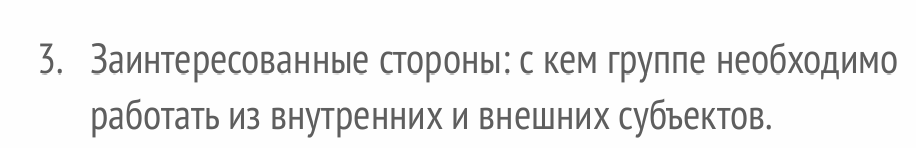 3. Заинтересованные стороны: с кем группе необходимо
работать из внутренних и внешних субъектов.